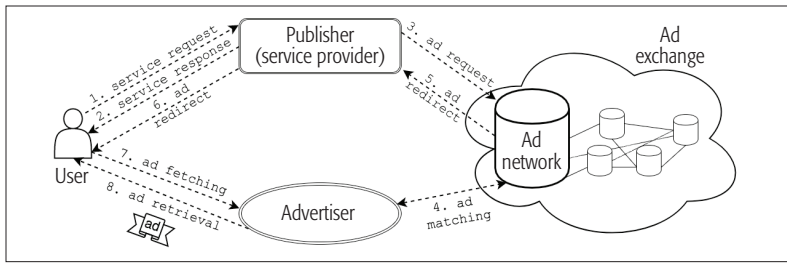 Publisher
(service provider)
Ad
exchange
1. service request
2. service response
6. ad
redirect
3. ad request
5. ad
redirect
Ad
network
User
7. ad fetching
8. ad retrieval
ad
Advertiser
4. ad
matching